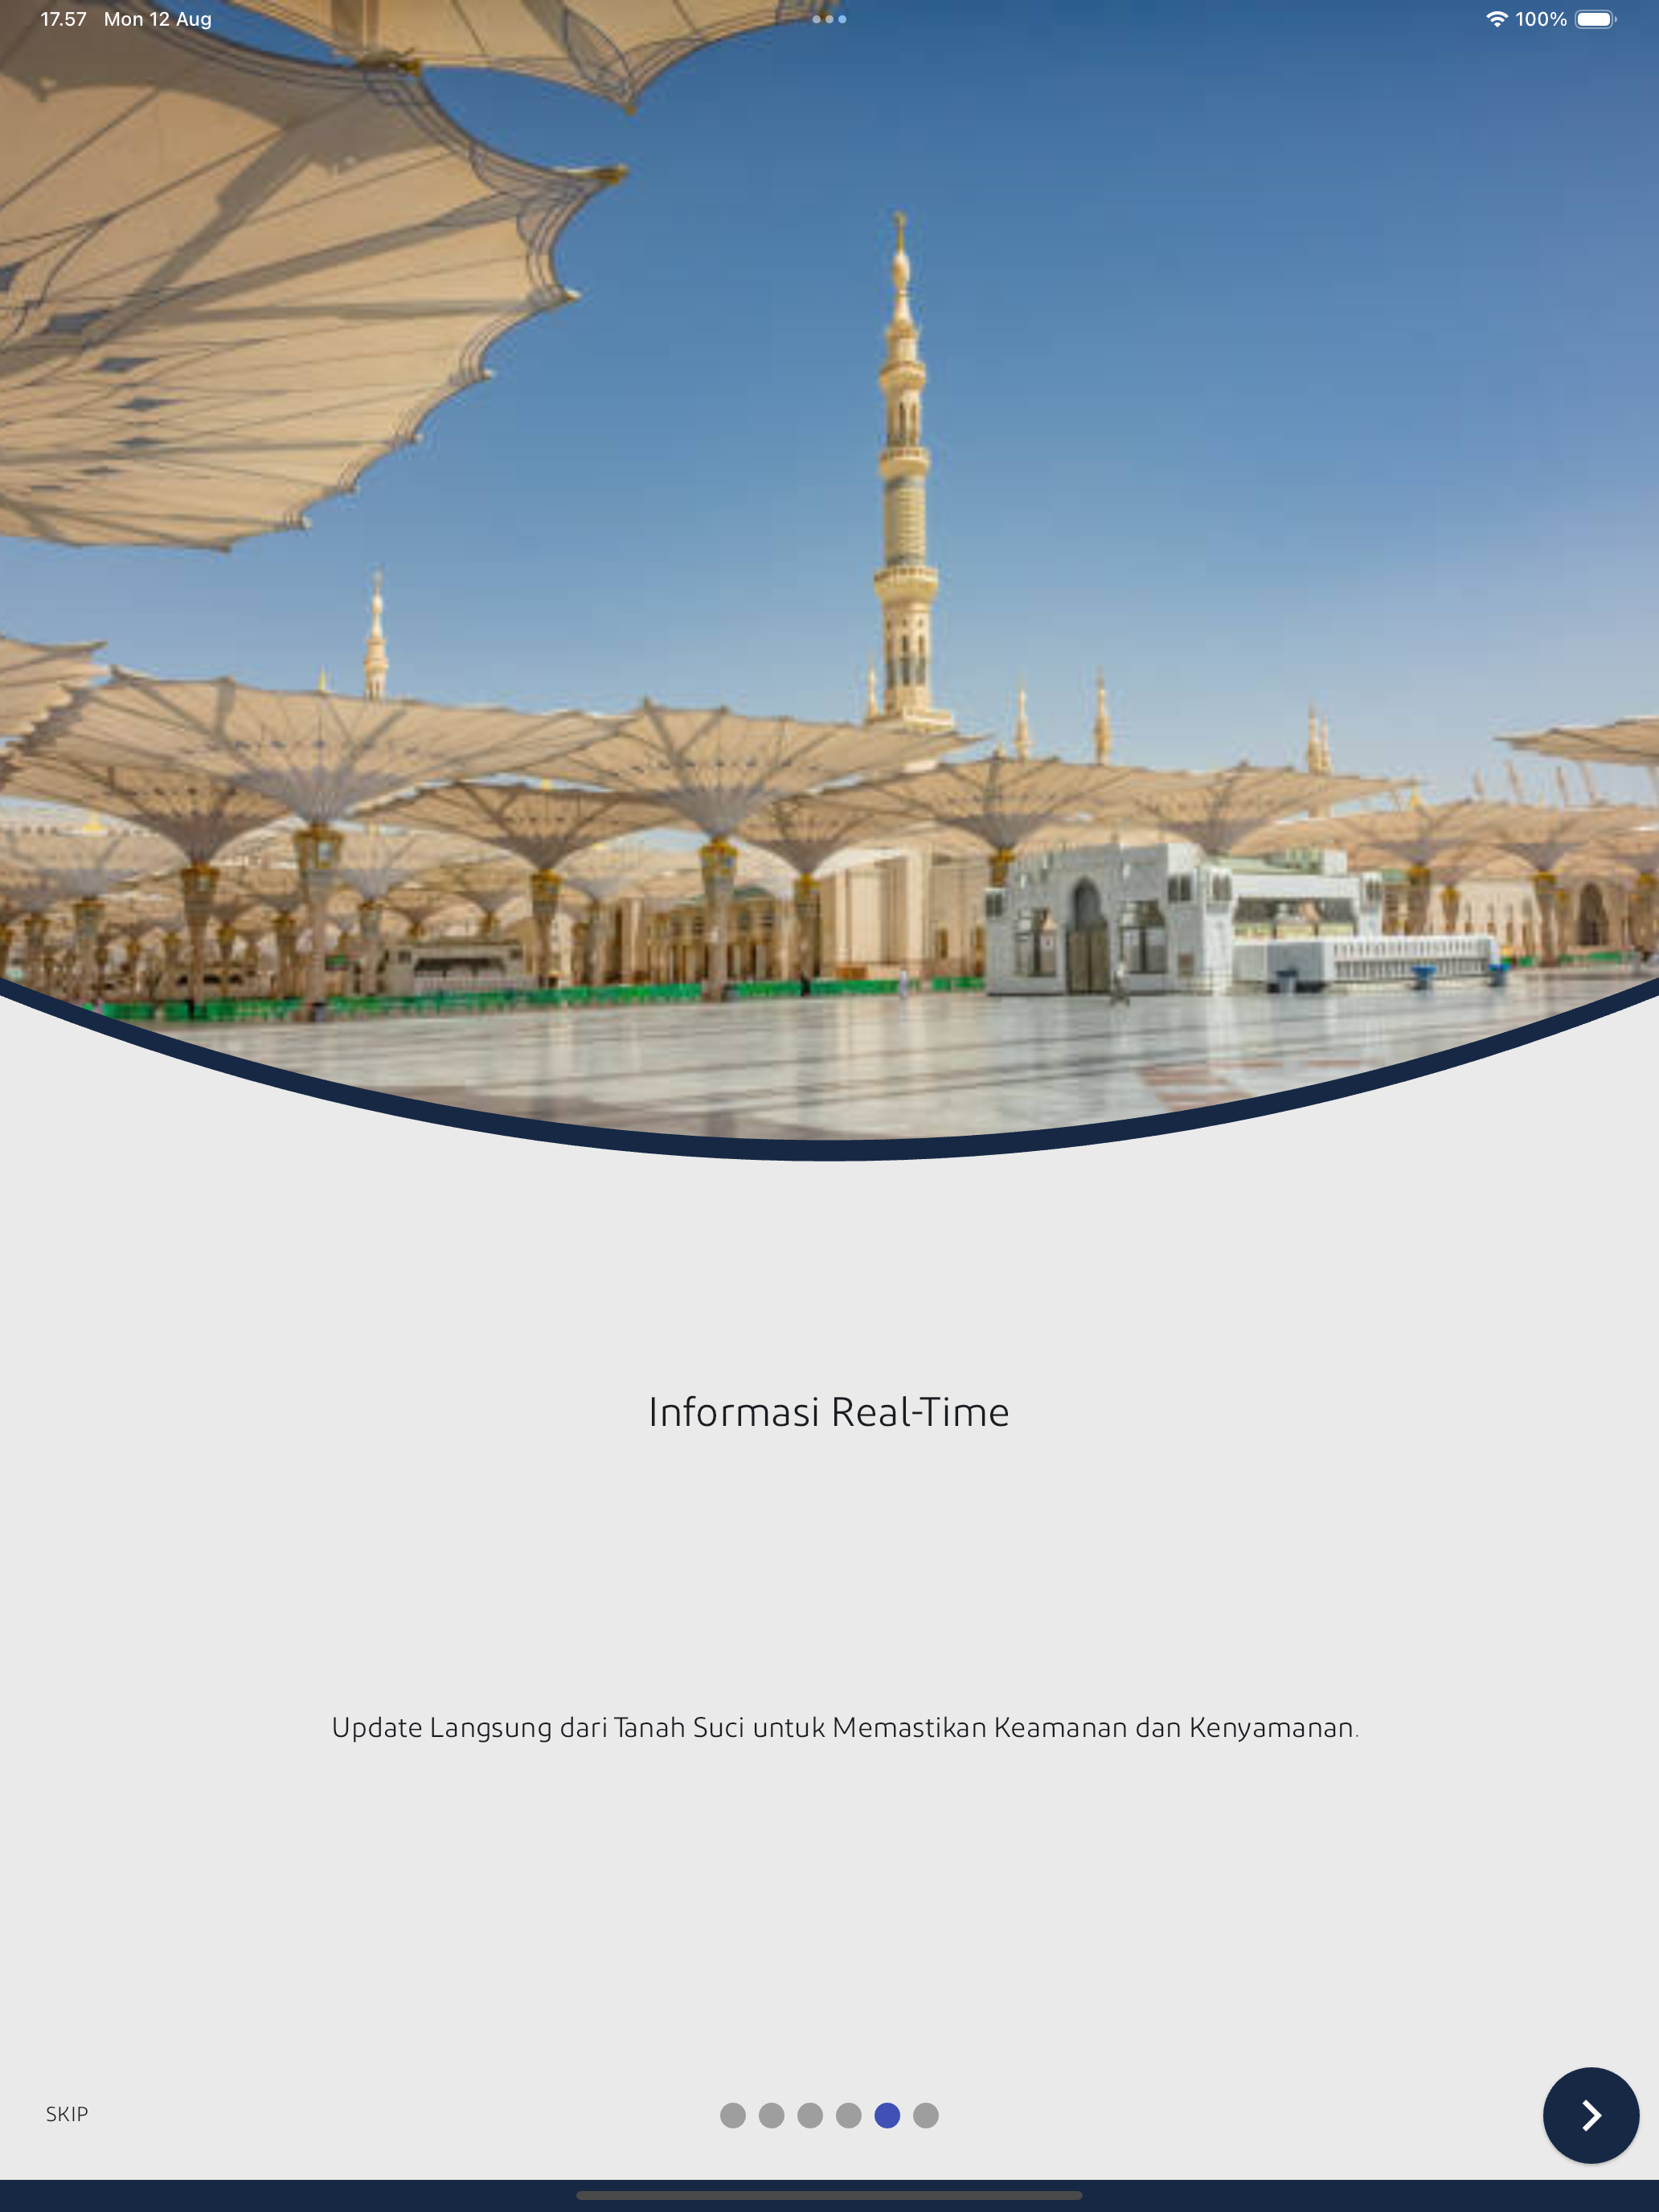 17.57 Mon 12 Aug
100%
Informasi Real-Time
Update Langsung dari Tanah Suci untuk Memastikan Keamanan dan Kenyamanan.
SKIP